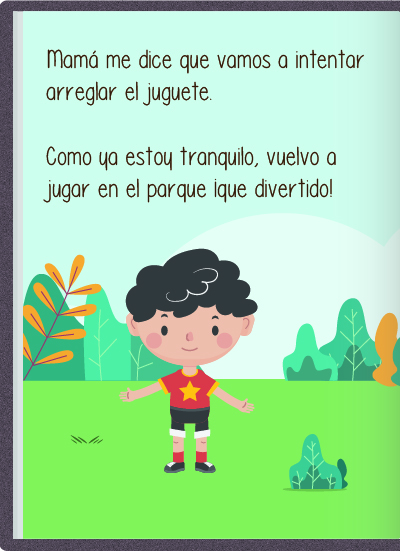 Mamá me dice que vamos a intentar
arreglar el juguete.
Como ya estoy tranquilo, vuelvo a
jugar en el parque ¡que divertido!